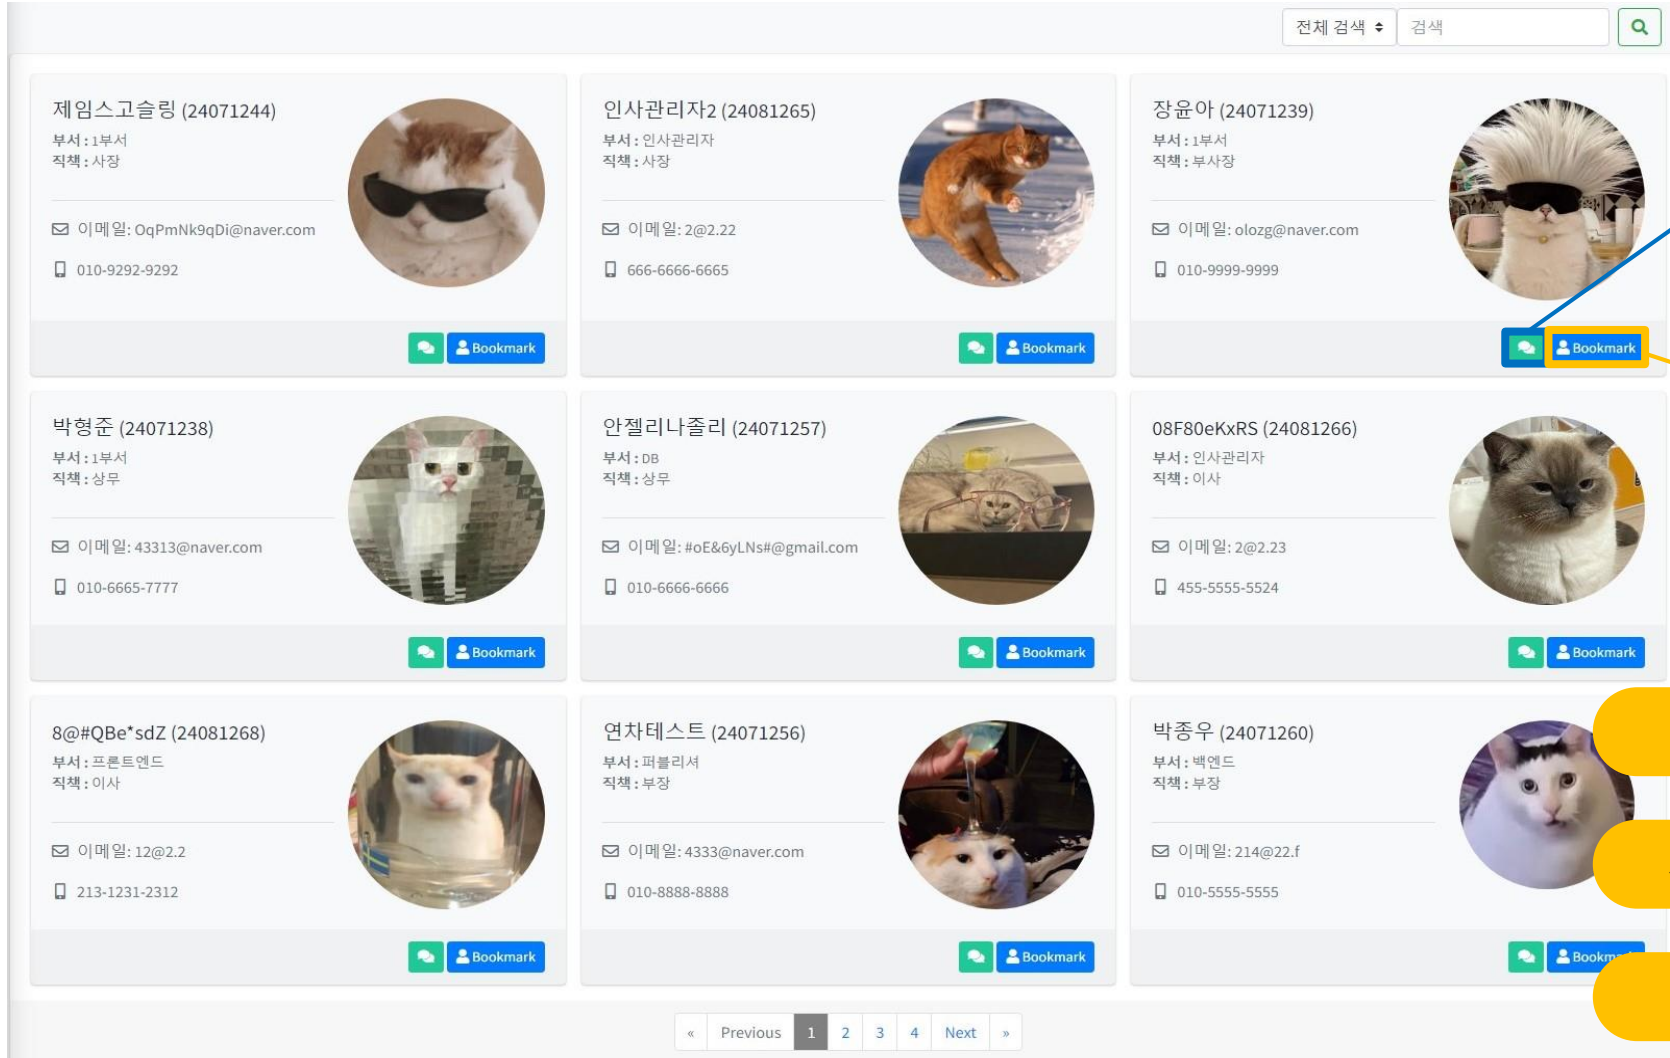 전체 검색
검색
제임스고슬링 (24071244)
부서 : 1부서
직책 : 사장
이메일: OqPmNk9qDi@naver.com
010-9292-9292
Bookmark
인사관리자2 (24081265)
부서 : 인사관리자
직책 : 사장
이메일: 2@2.22
666-6666-6665
Bookmark
장윤아 (24071239)
부서 : 1부서
직책 : 부사장
이메일: olozg@naver.com
010-9999-9999
Bookmark
박형준 (24071238)
부서 : 1부서
직책 : 상무
이메일: 43313@naver.com
010-6665-7777
Bookmark
안젤리나졸리 (24071257)
부서 : DB
직책 : 상무
이메일: #oE&6yLNs#@gmail.com
010-6666-6666
Bookmark
08F80eKxRS (24081266)
부서 : 인사관리자
직책 : 이사
이메일: 2@2.23
455-5555-5524
Bookmark
8@#QBe*sdZ (24081268)
부서 : 프론트엔드
직책 : 이사
이메일: 12@2.2
213-1231-2312
Bookmark
연차테스트 (24071256)
부서 : 퍼블리셔
직책 : 부장
이메일: 4333@naver.com
010-8888-8888
Bookmark
박종우 (24071260)
부서 : 백엔드
직책 : 부장
이메일: 214@22.f
010-5555-5555
« Previous 1 2 3 4 Next »